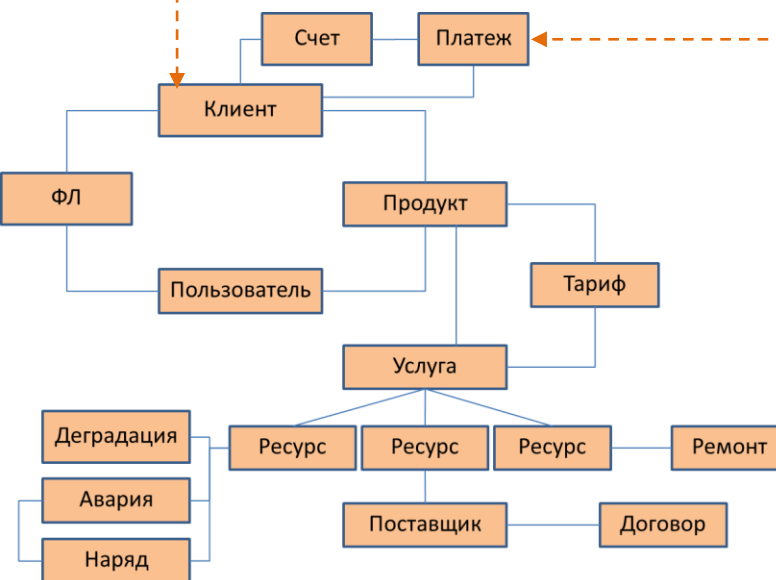 Счет
Платеж
Клиент
ФЛ
Продукт
Пользователь
Тариф
Услуга
Деградация
Ресурс
Ресурс
Ресурс
Ремонт
Авария
Поставщик
Договор
Наряд